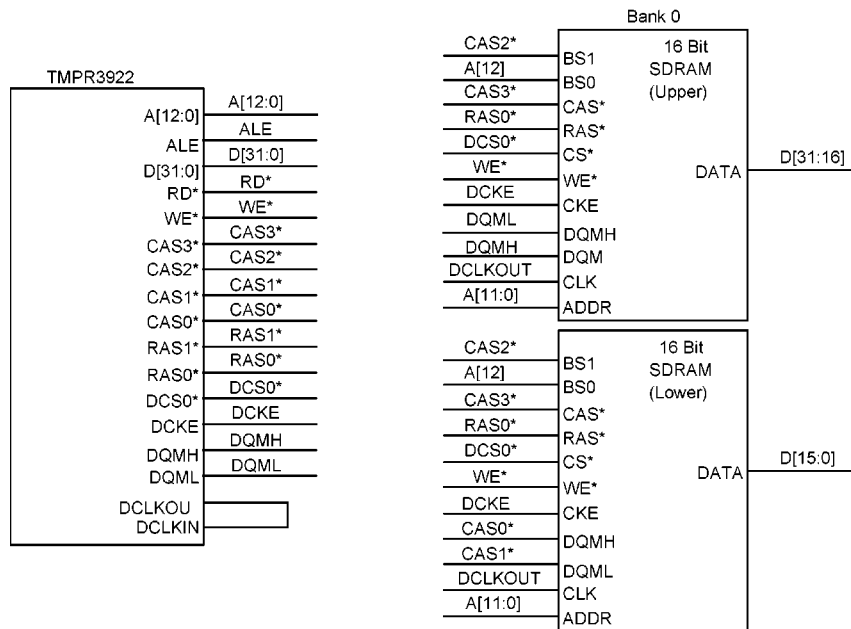 TMPR3922
A[12:0] A[12:0]
ALE ALE
D[31:0] D[31:0]
RD* RD*
WE* WE*
CAS3* CAS3*
CAS2* CAS2*
CAS1* CAS1*
CAS0* CAS0*
RAS1* RAS1*
RAS0* RAS0*
DCS0* DCS0*
DCKE DCKE
DQMH DQMH
DQML DQML
DCLKOU
DCLKIN
Bank 0
16 Bit
SDRAM
(Upper)
CAS2* BS1
A[12] BS0
CAS3* CAS*
RAS0* RAS*
DCS0* CS*
WE* WE*
DCKE CKE
DQML DQMH
DQMH DQM
DCLKOUT CLK
A[11:0] ADDR
DATA D[31:16]
16 Bit
SDRAM
(Lower)
CAS2* BS1
A[12] BS0
CAS3* CAS*
RAS0* RAS*
DCS0* CS*
WE* WE*
DCKE CKE
CAS0* DQMH
CAS1* DQML
DCLKOUT CLK
A[11:0] ADDR
DATA D[15:0]